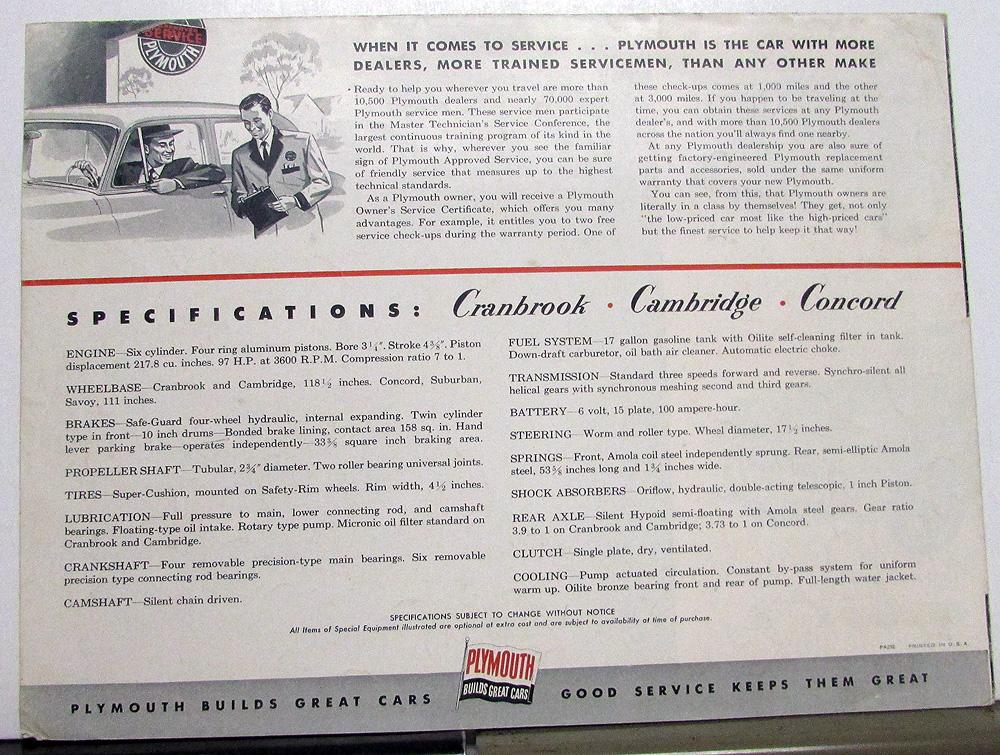 SERVICE
PLYMOUTH
WHEN IT COMES TO SERVICE . . . PLYMOUTH IS THE CAR WITH MORE
DEALERS, MORE TRAINED SERVICEMEN, THAN ANY OTHER MAKE
Ready to help you wherever you travel are more than
10,500 Plymouth dealers and nearly 70,000 expert
Plymouth service men. These service men participate
in the Master Technician's Service Conference, the
largest continuous training program of its kind in the
world. That is why, wherever you see the familiar
sign of Plymouth Approved Service, you can be sure
of friendly service that measures up to the highest
technical standards.
As a Plymouth owner, you will receive a Plymouth
Owner's Service Certificate, which offers you many
advantages. For example, it entitles you to two free
service check-ups during the warranty period. One of
these check-ups comes at 1,000 miles and the other
at 3,000 miles. If you happen to be traveling at the
time, you can obtain these services at any Plymouth
dealer's, and with more than 10,500 Plymouth dealers
across the nation you'll always find one nearby.
At any Plymouth dealership you are also sure of
getting factory-engineered Plymouth replacement
parts and accessories, sold under the same uniform
warranty that covers your new Plymouth.
You can see, from this, that Plymouth owners are
literally in a class by themselves! They get, not only
"the low-priced car most like the high-priced cars"
but the finest service to help keep it that way!
SPECIFICATIONS: Cranbrook • Cambridge • Concord
ENGINE—Six cylinder. Four ring aluminum pistons. Bore 3¼". Stroke 4⅜". Piston
displacement 217.8 cu. inches. 97 H.P. at 3600 R.P.M. Compression ratio 7 to 1.
WHEELBASE—Cranbrook and Cambridge, 118½ inches. Concord, Suburban,
Savoy, 111 inches.
BRAKES—Safe-Guard four-wheel hydraulic, internal expanding. Twin cylinder
type in front—10 inch drums—Bonded brake lining, contact area 158 sq. in. Hand
lever parking brake—operates independently—33⅜ square inch braking area.
PROPELLER SHAFT—Tubular, 2¾" diameter. Two roller bearing universal joints.
TIRES—Super-Cushion, mounted on Safety-Rim wheels. Rim width, 4½ inches.
LUBRICATION—Full pressure to main, lower connecting rod, and camshaft
bearings. Floating-type oil intake. Rotary type pump. Micronic oil filter standard on
Cranbrook and Cambridge.
CRANKSHAFT—Four removable precision-type main bearings. Six removable
precision type connecting rod bearings.
CAMSHAFT—Silent chain driven.
FUEL SYSTEM—17 gallon gasoline tank with Oilite self-cleaning filter in tank.
Down-draft carburetor, oil bath air cleaner. Automatic electric choke.
TRANSMISSION—Standard three speeds forward and reverse. Synchro-silent all
helical gears with synchronous meshing second and third gears.
BATTERY—6 volt, 15 plate, 100 ampere-hour.
STEERING—Worm and roller type. Wheel diameter, 17½ inches.
SPRINGS—Front, Amola coil steel independently sprung. Rear, semi-elliptic Amola
steel, 53⅝ inches long and 1¾ inches wide.
SHOCK ABSORBERS—Oriflow, hydraulic, double-acting telescopic, 1 inch Piston.
REAR AXLE—Silent Hypoid semi-floating with Amola steel gears. Gear ratio
3.9 to 1 on Cranbrook and Cambridge; 3.73 to 1 on Concord.
CLUTCH—Single plate, dry, ventilated.
COOLING—Pump actuated circulation. Constant by-pass system for uniform
warm up. Oilite bronze bearing front and rear of pump. Full-length water jacket.
SPECIFICATIONS SUBJECT TO CHANGE WITHOUT NOTICE
All Items of Special Equipment illustrated are optional at extra cost and are subject to availability at time of purchase.
PRINTED IN U. S. A.
PLYMOUTH BUILDS GREAT CARS
PLYMOUTH
BUILDS GREAT CARS
GOOD SERVICE KEEPS THEM GREAT